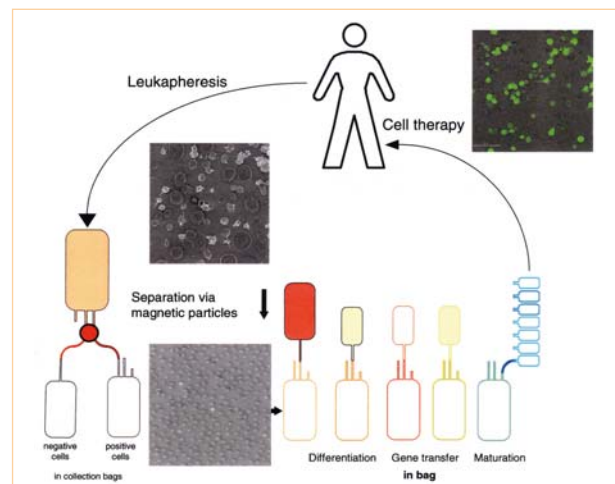 Leukapheresis
Cell therapy
Separation via
magnetic particles
negative
cells
positive
cells
in collection bags
Differentiation
Gene transfer
Maturation
in bag